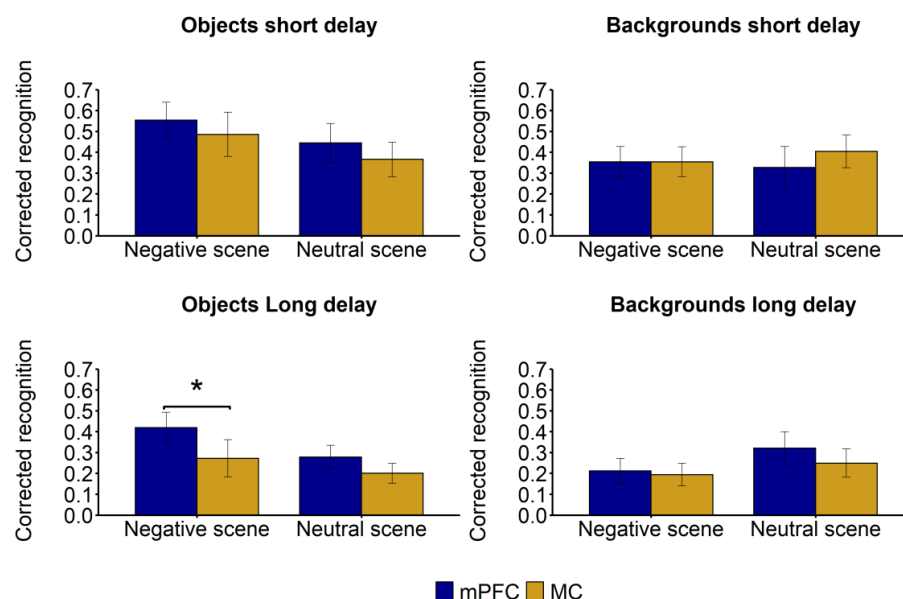 Objects short delay
Corrected recognition
0.7
0.6
0.5
0.4
0.3
0.2
0.1
0.0
Negative scene Neutral scene
Backgrounds short delay
Corrected recognition
0.7
0.6
0.5
0.4
0.3
0.2
0.1
0.0
Negative scene Neutral scene
Objects Long delay
Corrected recognition
0.7
0.6
0.5
0.4
0.3
0.2
0.1
0.0
*
Negative scene Neutral scene
Backgrounds long delay
Corrected recognition
0.7
0.6
0.5
0.4
0.3
0.2
0.1
0.0
Negative scene Neutral scene
mPFC MC